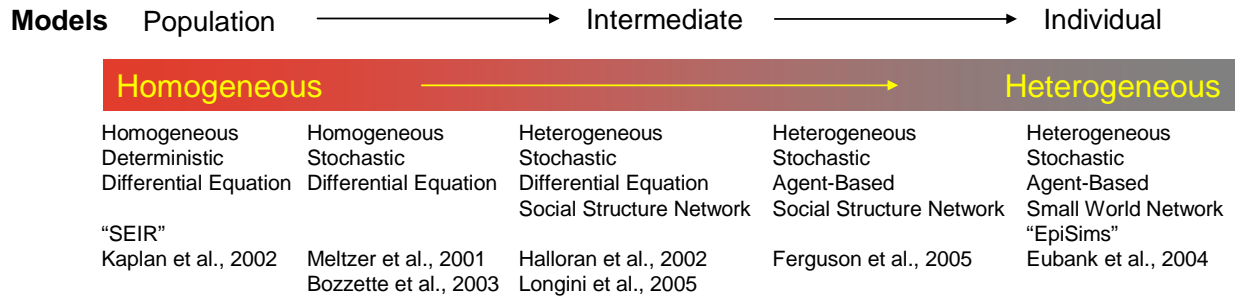 Models Population Intermediate Individual
Homogeneous Heterogeneous
Homogeneous Homogeneous Heterogeneous Heterogeneous Heterogeneous
Deterministic Stochastic Stochastic Stochastic Stochastic
Differential Equation Differential Equation Differential Equation Agent-Based Agent-Based
Social Structure Network Social Structure Network Small World Network
“SEIR” “EpiSims”
Kaplan et al., 2002 Meltzer et al., 2001 Halloran et al., 2002 Ferguson et al., 2005 Eubank et al., 2004
Bozzette et al., 2003 Longini et al., 2005